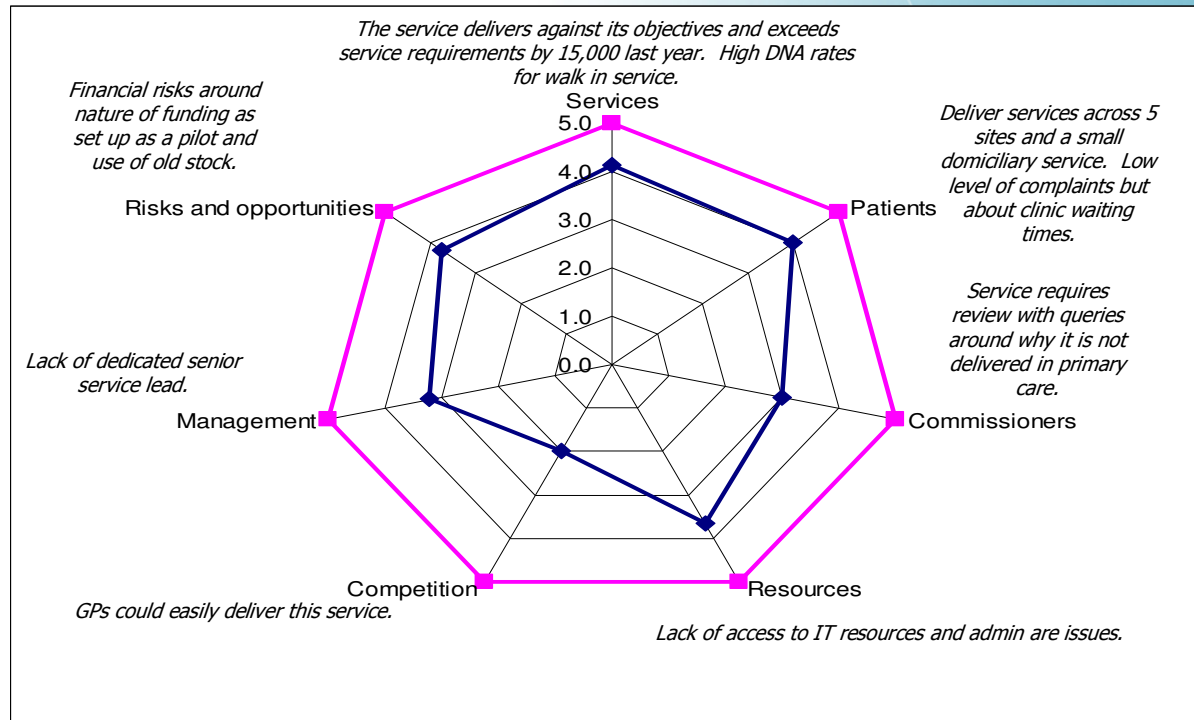 The service delivers against its objectives and exceeds
service requirements by 15,000 last year.  High DNA rates
for walk in service.
Services
Financial risks around
nature of funding as
set up as a pilot and
use of old stock.
Risks and opportunities
Deliver services across 5
sites and a small
domiciliary service.  Low
level of complaints but
about clinic waiting
times.
Patients
5.0
4.0
3.0
2.0
1.0
0.0
Service requires
review with queries
around why it is not
delivered in primary
care.
Commissioners
Lack of dedicated senior
service lead.
Management
Competition
GPs could easily deliver this service.
Resources
Lack of access to IT resources and admin are issues.